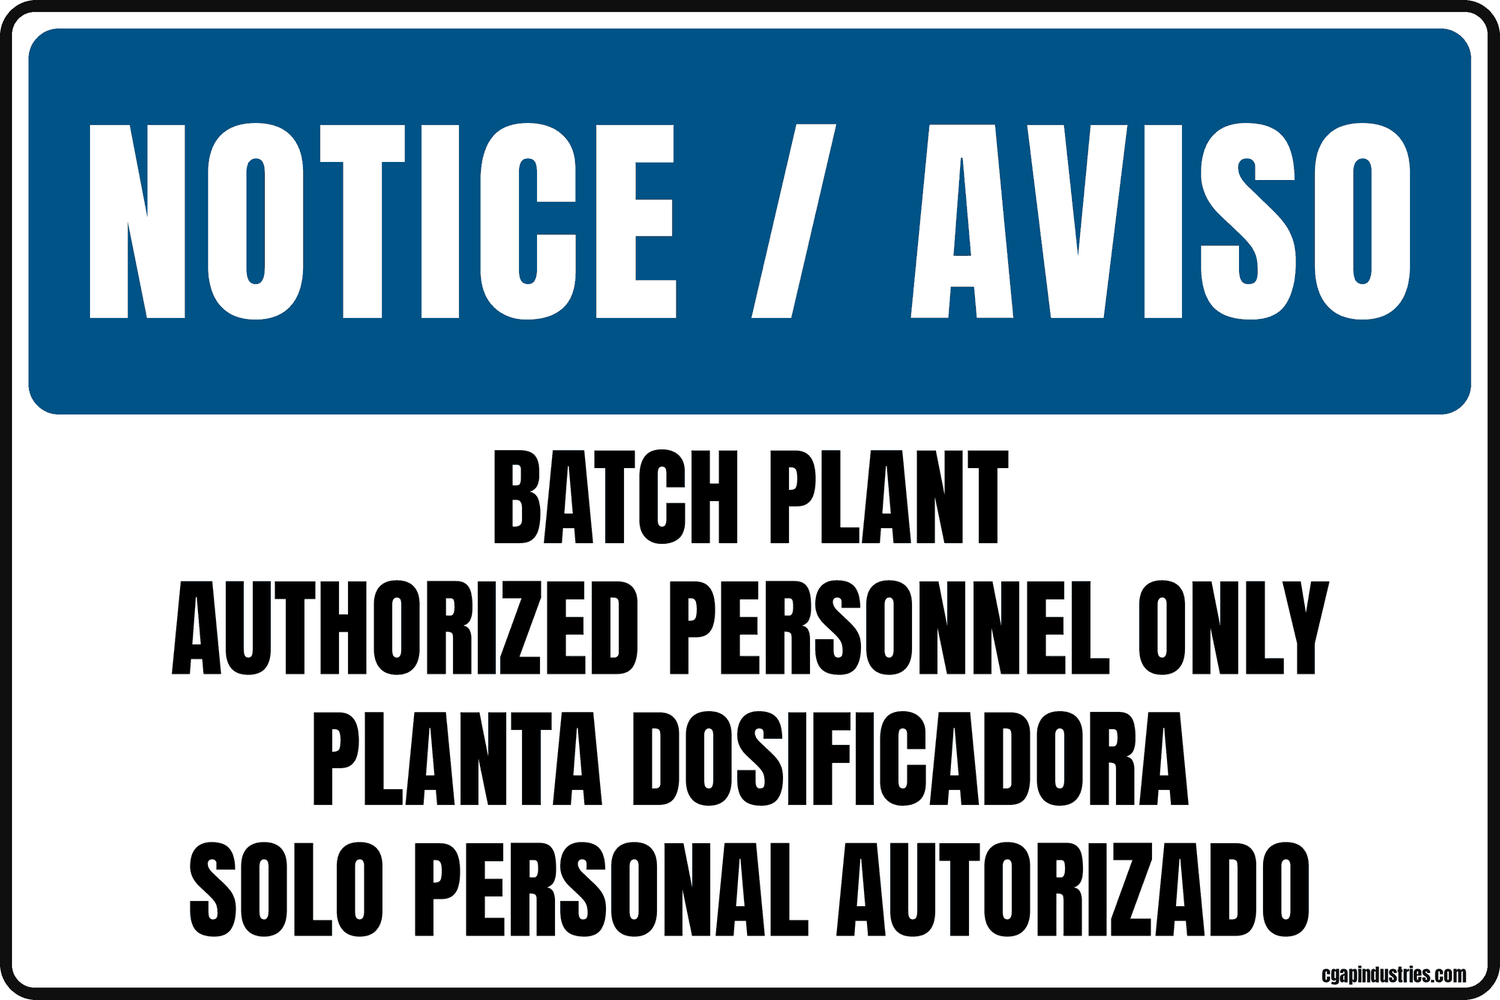 NOTICE / AVISO
BATCH PLANT
AUTHORIZED PERSONNEL ONLY
PLANTA DOSIFICADORA
SOLO PERSONAL AUTORIZADO
cgapindustries.com